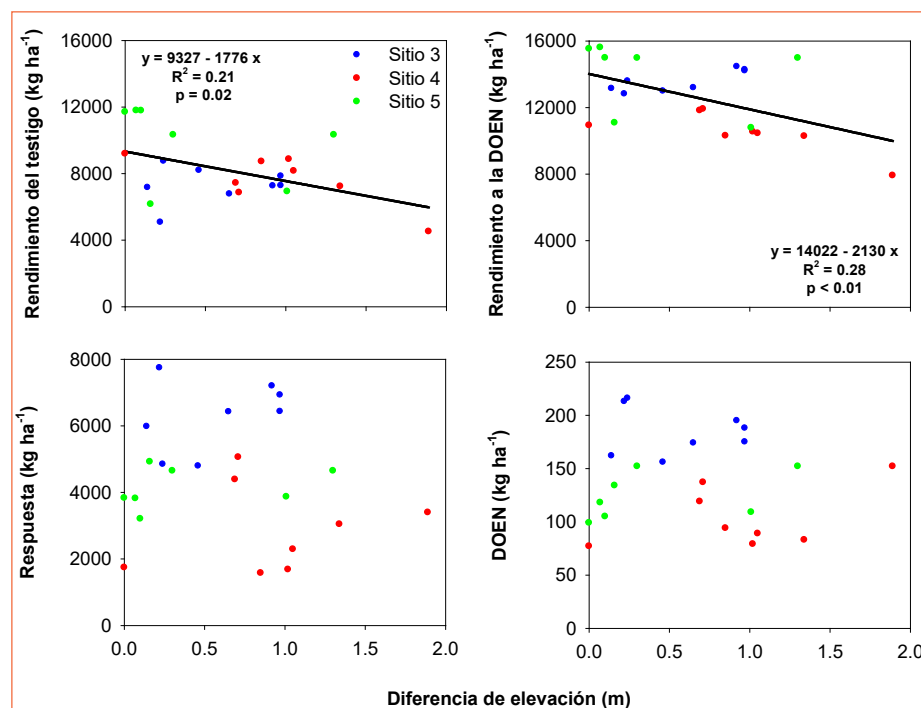 16000
12000
8000
4000
0
Rendimiento del testigo (kg ha⁻¹)
y = 9327 - 1776 x
R² = 0.21
p = 0.02
Sitio 3
Sitio 4
Sitio 5
16000
12000
8000
4000
0
Rendimiento a la DOEN (kg ha⁻¹)
y = 14022 - 2130 x
R² = 0.28
p < 0.01
8000
6000
4000
2000
0
Respuesta (kg ha⁻¹)
0.0 0.5 1.0 1.5 2.0
250
200
150
100
50
0
DOEN (kg ha⁻¹)
0.0 0.5 1.0 1.5 2.0
Diferencia de elevación (m)